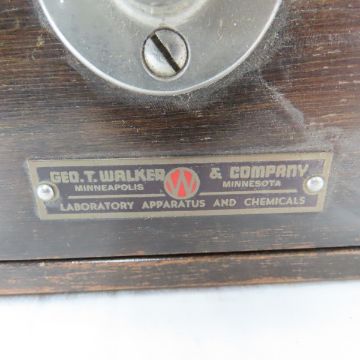 GEO. T. WALKER W & COMPANY
MINNEAPOLIS MINNESOTA
LABORATORY APPARATUS AND CHEMICALS